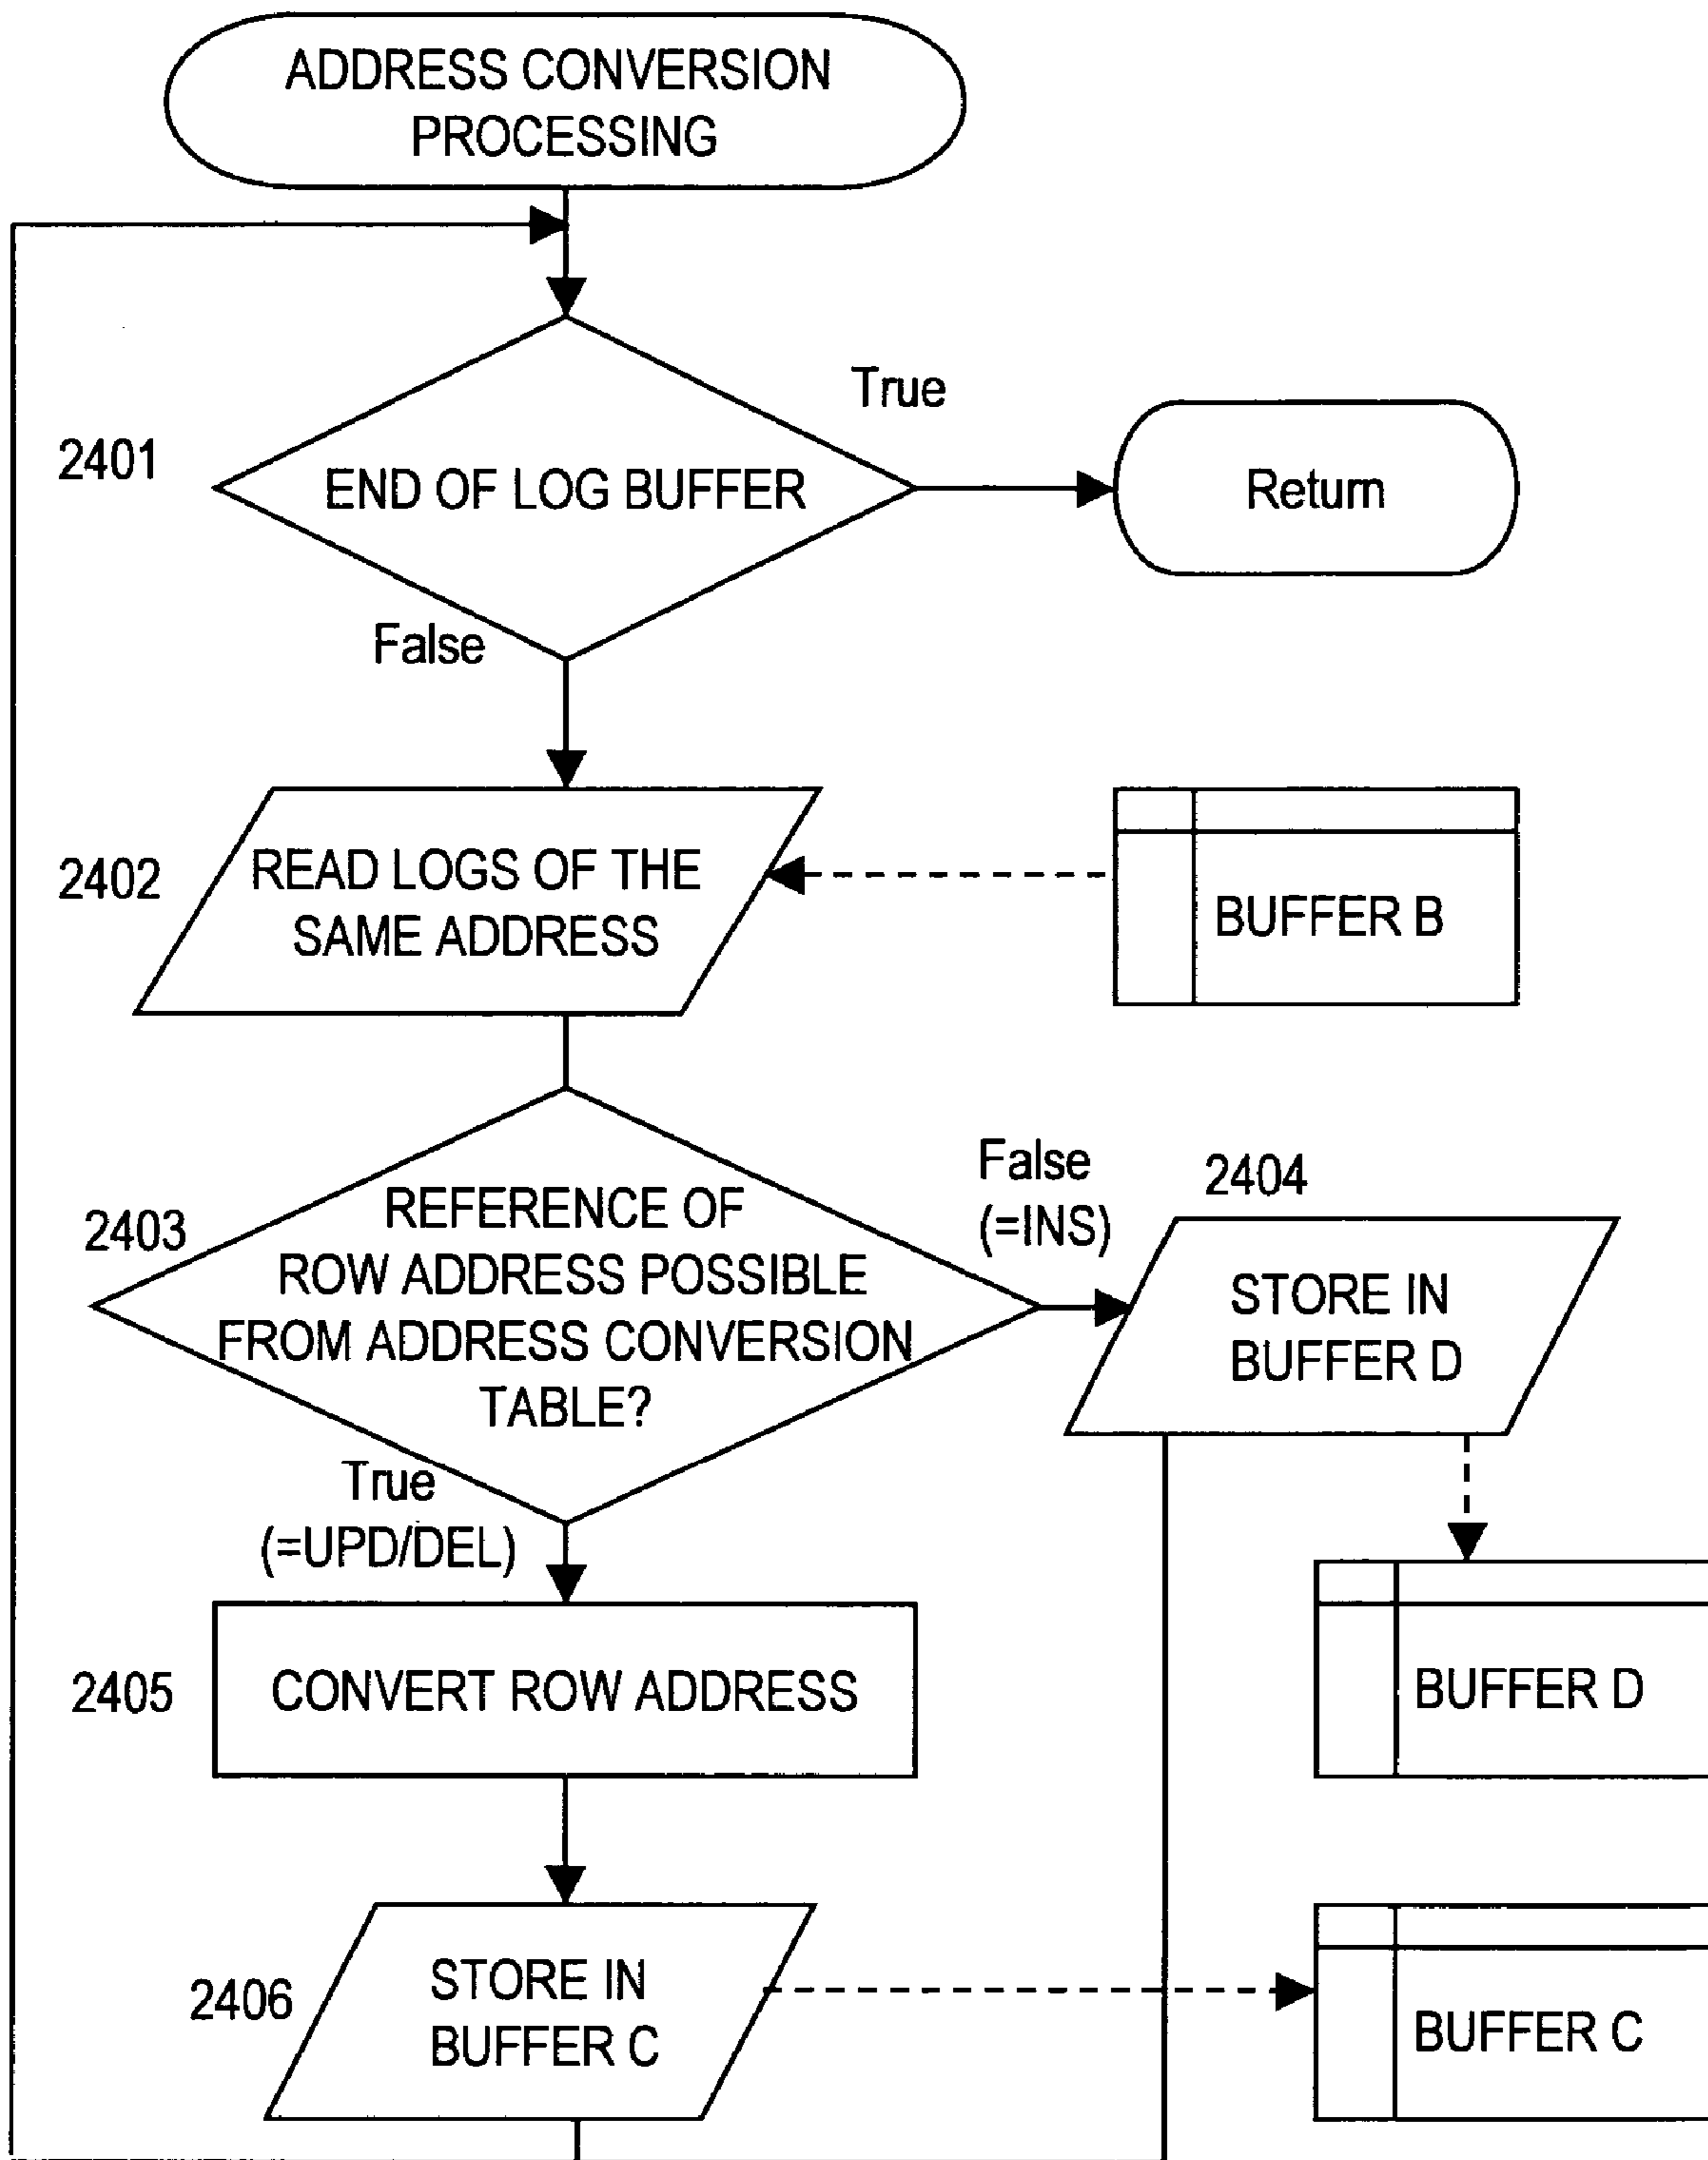 ADDRESS CONVERSION
PROCESSING
True
2401
END OF LOG BUFFER
Return
False
2402
READ LOGS OF THE
SAME ADDRESS
BUFFER B
False
(=INS)
2404
2403
REFERENCE OF
ROW ADDRESS POSSIBLE
FROM ADDRESS CONVERSION
TABLE?
STORE IN
BUFFER D
True
(=UPD/DEL)
2405
CONVERT ROW ADDRESS
BUFFER D
2406
STORE IN
BUFFER C
BUFFER C